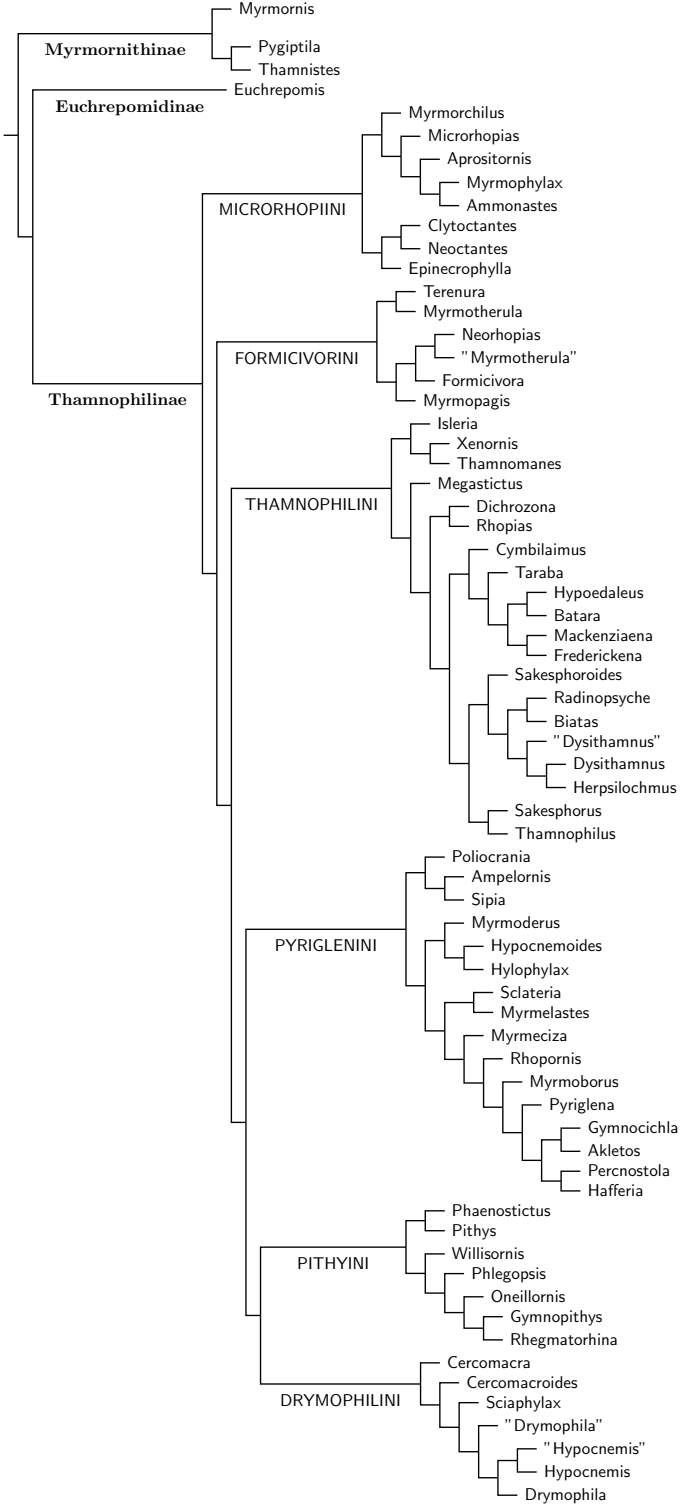 Myrmornis
Myrmornithinae
Pygiptila
Thamnistes
Euchrepomis
Euchrepomidinae
Myrmorchilus
Microrhopias
Aprositornis
Myrmophylax
Ammonastes
MICRORHOPIINI
Clytoctantes
Neoctantes
Epinecrophylla
Terenura
Myrmotherula
Neorhopias
"Myrmotherula"
FORMICIVORINI
Formicivora
Myrmopagis
Thamnophilinae
Isleria
Xenornis
Thamnomanes
Megastictus
THAMNOPHILINI
Dichrozona
Rhopias
Cymbilaimus
Taraba
Hypoedaleus
Batara
Mackenziaena
Frederickena
Sakesphoroides
Radinopsyche
Biatas
"Dysithamnus"
Dysithamnus
Herpsilochmus
Sakesphorus
Thamnophilus
Poliocrania
Ampelornis
Sipia
Myrmoderus
PYRIGLENINI
Hypocnemoides
Hylophylax
Sclateria
Myrmelastes
Myrmeciza
Rhopornis
Myrmoborus
Pyriglena
Gymnocichla
Akletos
Percnostola
Hafferia
Phaenostictus
Pithys
Willisornis
PITHYINI
Phlegopsis
Oneillornis
Gymnopithys
Rhegmatorhina
Cercomacra
Cercomacroides
DRYMOPHILINI
Sciaphylax
"Drymophila"
"Hypocnemis"
Hypocnemis
Drymophila